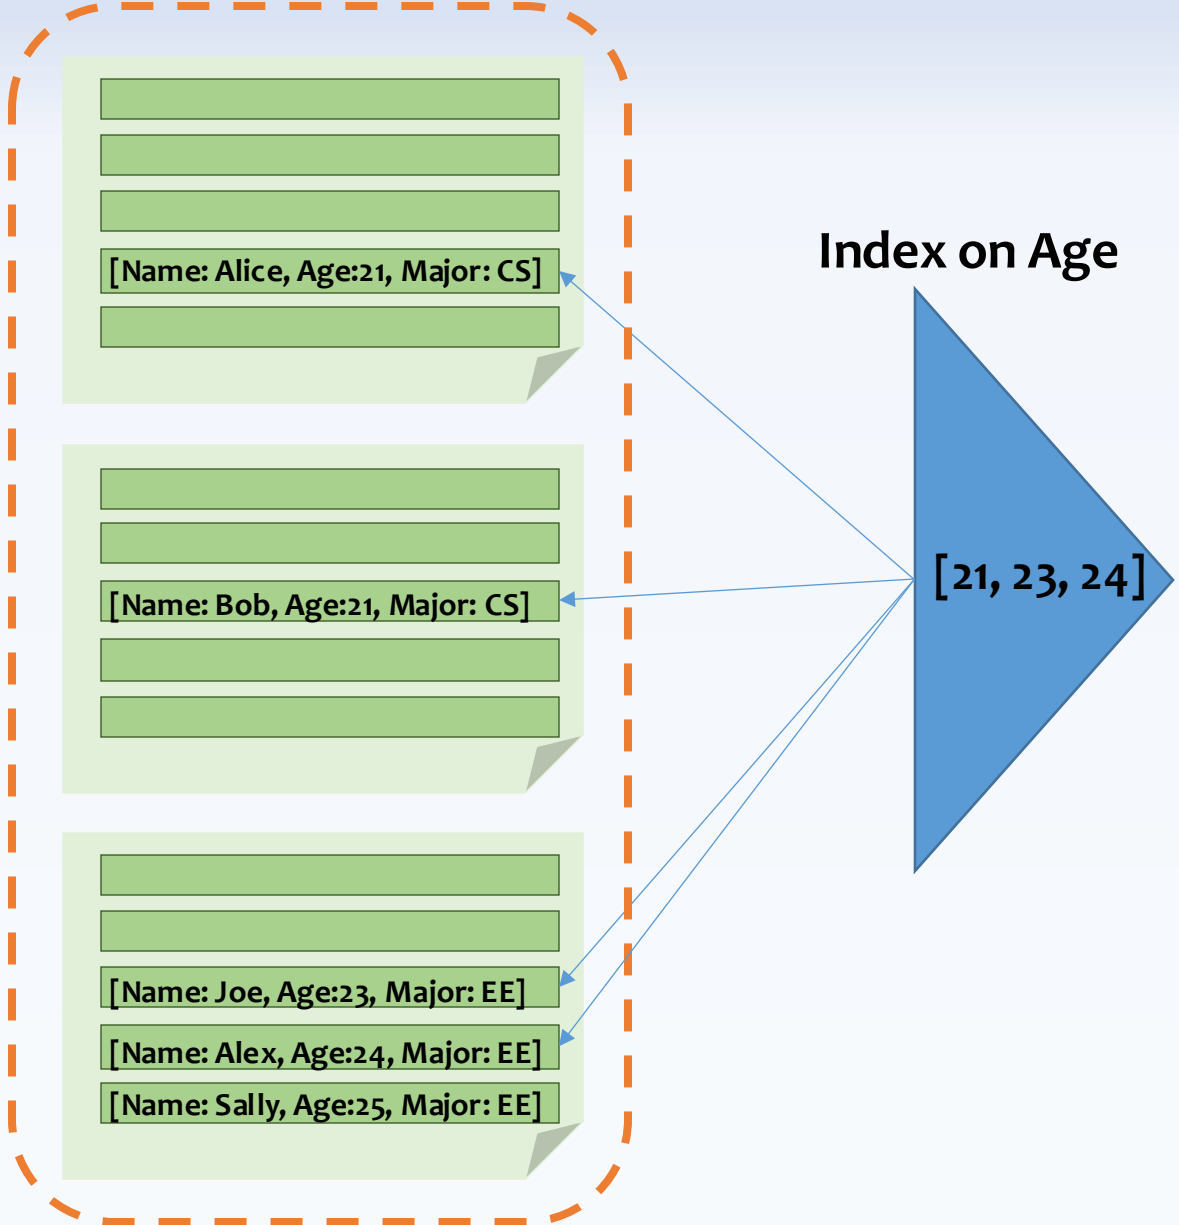 [Name: Alice, Age:21, Major: CS]
Index on Age
[21, 23, 24]
[Name: Bob, Age:21, Major: CS]
[Name: Joe, Age:23, Major: EE]
[Name: Alex, Age:24, Major: EE]
[Name: Sally, Age:25, Major: EE]